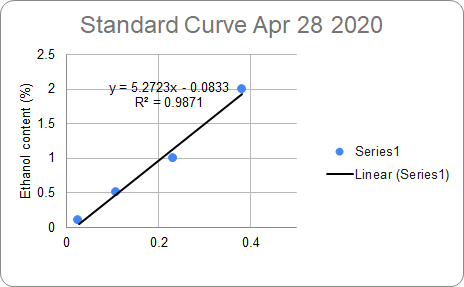 Standard Curve Apr 28 2020
2.5
y = 5.2723x - 0.0833
R² = 0.9871
2
1.5
1
0.5
0
Ethanol content (%)
0 0.2 0.4
Series1
Linear (Series1)